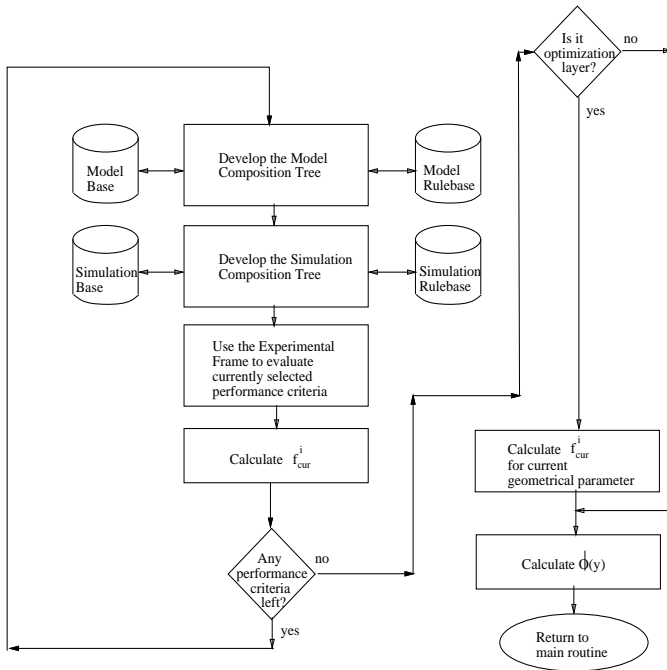 Model
Base
Develop the Model
Composition Tree
Model
Rulebase
Simulation
Base
Develop the Simulation
Composition Tree
Simulation
Rulebase
Use the Experimental
Frame to evaluate
currently selected
performance criteria
Calculate f i cur
Any
performance
criteria
left?
no
yes
Is it
optimization
layer?
no
yes
Calculate f i cur
for current
geometrical parameter
Calculate (y)
Return to
main routine